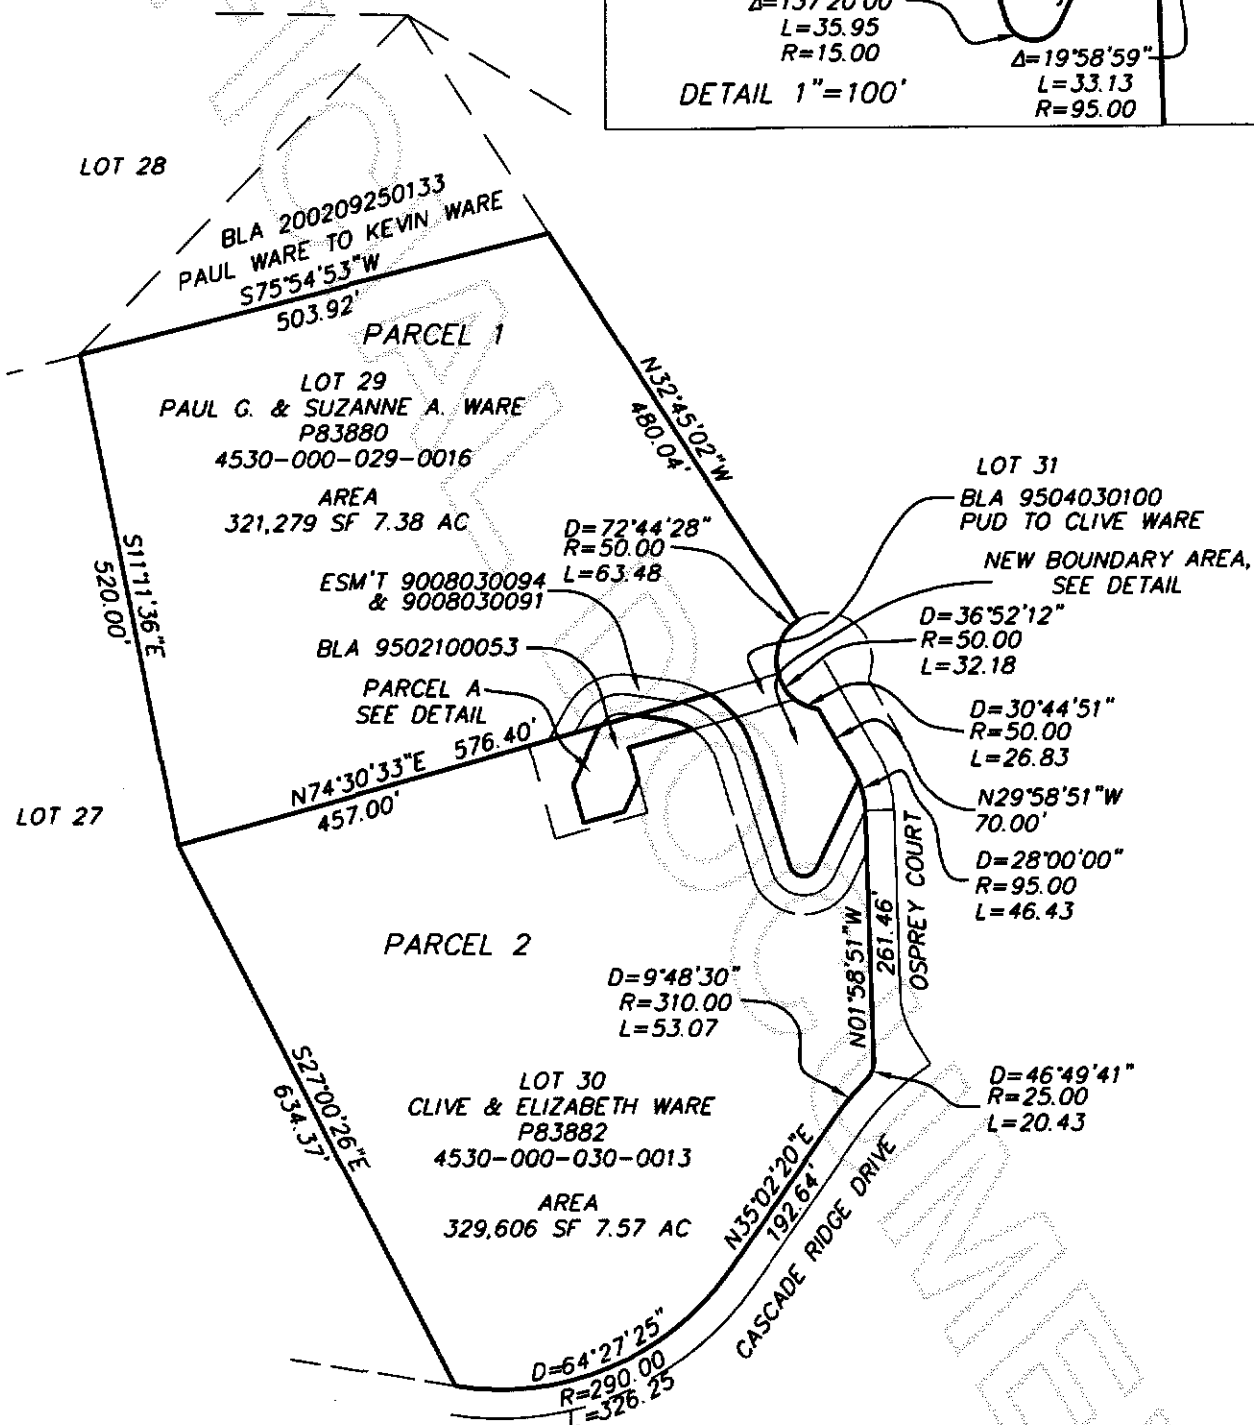 Δ=137°20'00"
L=35.95
R=15.00
DETAIL 1"=100'
Δ=19°58'59"
L=33.13
R=95.00
LOT 28
BLA 200209250133
PAUL WARE TO KEVIN WARE
S75°54'53"W
503.92'
PARCEL 1
LOT 29
PAUL G. & SUZANNE A. WARE
P83880
4530-000-029-0016
AREA
321,279 SF 7.38 AC
N32°45'02"W
480.04'
S11°11'36"E
520.00'
D=72°44'28"
R=50.00
L=63.48
ESM'T 9008030094
& 9008030091
BLA 9502100053
PARCEL A
SEE DETAIL
LOT 31
BLA 9504030100
PUD TO CLIVE WARE
NEW BOUNDARY AREA,
SEE DETAIL
D=36°52'12"
R=50.00
L=32.18
D=30°44'51"
R=50.00
L=26.83
N29°58'51"W
70.00'
D=28°00'00"
R=95.00
L=46.43
N74°30'33"E 576.40'
457.00'
LOT 27
PARCEL 2
N01°58'51"W
261.46'
OSPREY COURT
D=9°48'30"
R=310.00
L=53.07
D=46°49'41"
R=25.00
L=20.43
S27°00'26"E
634.37'
LOT 30
CLIVE & ELIZABETH WARE
P83882
4530-000-030-0013
AREA
329,606 SF 7.57 AC
N35°02'20"E
192.64'
CASCADE RIDGE DRIVE
D=64°27'25"
R=290.00
L=326.25